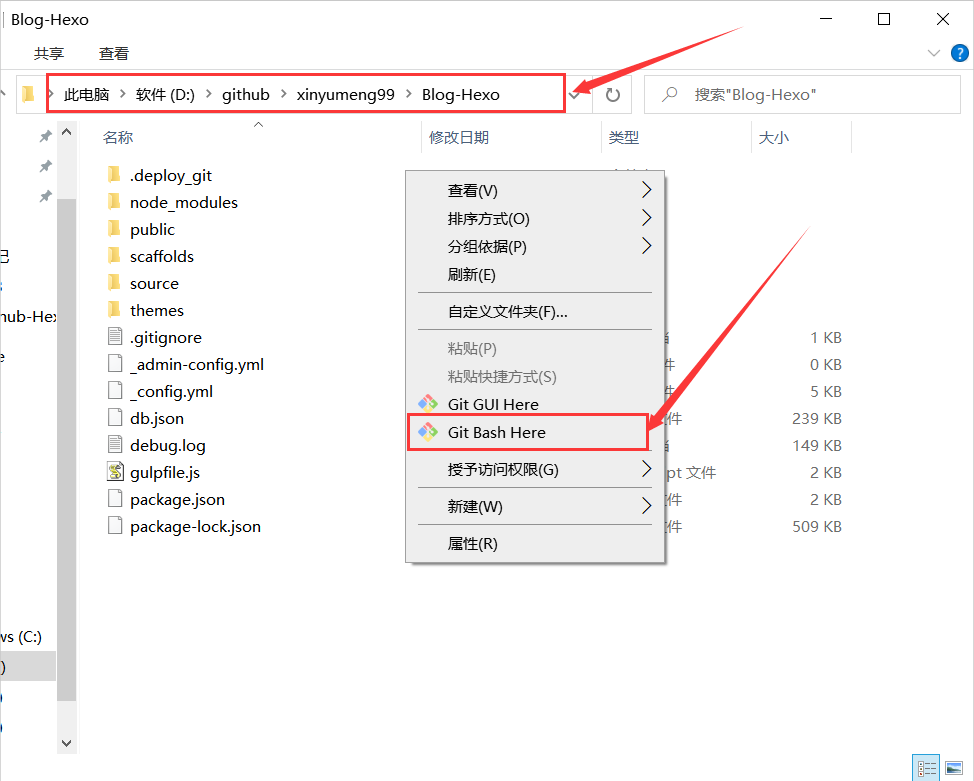 Blog-Hexo
共享 查看
此电脑 软件 (D:) github xinyumeng99 Blog-Hexo 搜索"Blog-Hexo"
名称 修改日期 类型 大小
.deploy_git
node_modules
public
scaffolds
source
themes
.gitignore 1 KB
_admin-config.yml 0 KB
_config.yml 5 KB
db.json 239 KB
debug.log 149 KB
gulpfile.js pt 文件 2 KB
package.json 2 KB
package-lock.json 509 KB
查看(V)
排序方式(O)
分组依据(P)
刷新(E)
自定义文件夹(F)...
粘贴(P)
粘贴快捷方式(S)
Git GUI Here
Git Bash Here
授予访问权限(G)
新建(W)
属性(R)
hub-Hex
ws (C:)